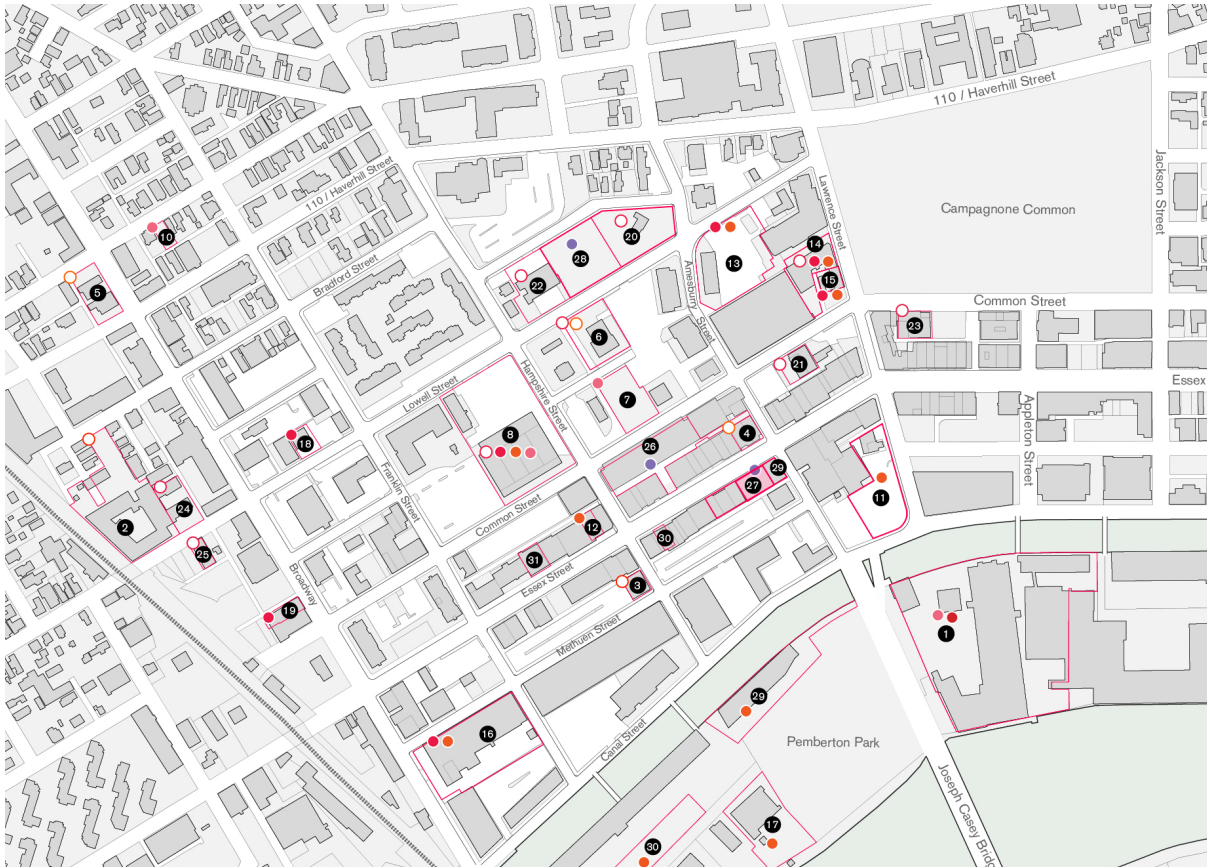 110 / Haverhill Street
Jackson Street
110 / Haverhill Street
Lawrence Street
Campagnone Common
20
10
14
28
13
5
15
22
Bradford Street
Amesbury Street
Common Street
23
6
21
Essex
Hampshire Street
Lowell Street
7
Appleton Street
4
8
18
26
29
27
Franklin Street
11
24
2
Common Street
12
30
25
31
Essex Street
3
Broadway
19
1
Methuen Street
29
16
Canal Street
Pemberton Park
17
30
Joseph Casey Bridg